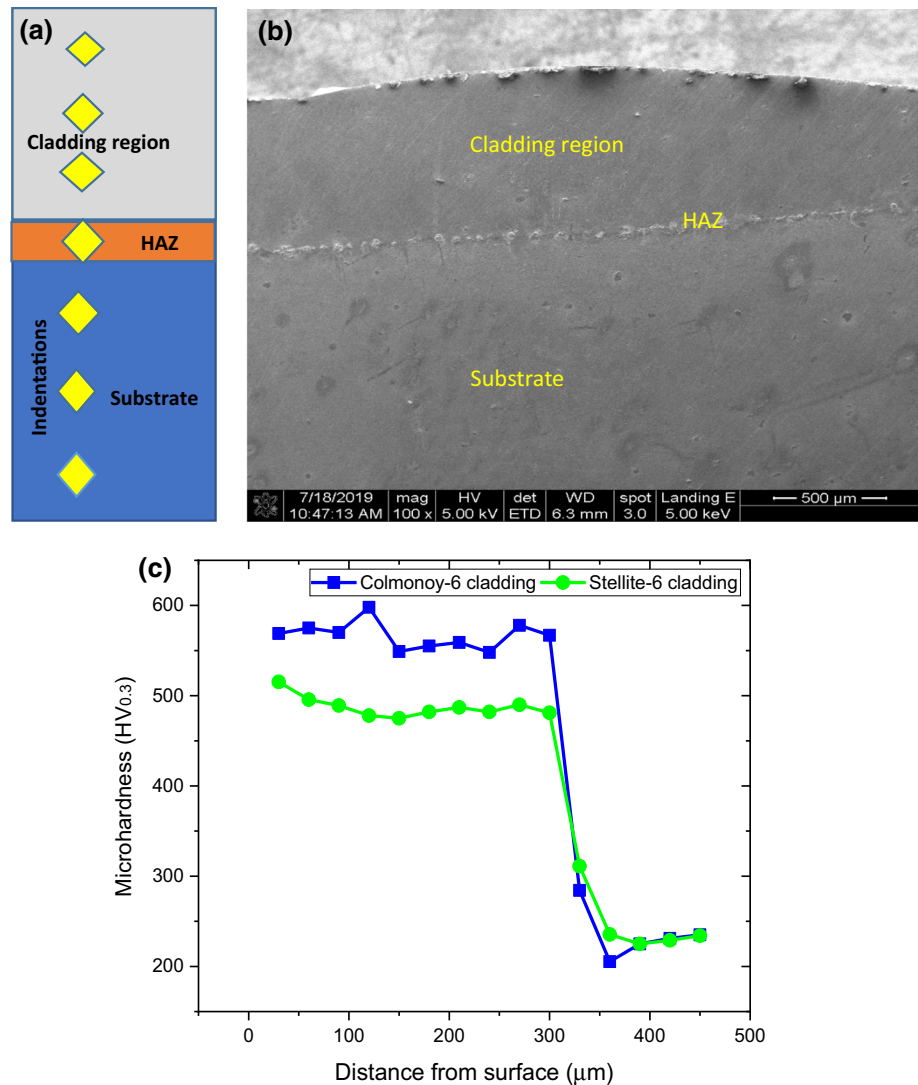 (a)
Cladding region
HAZ
Indentations
Substrate
(b)
Cladding region
HAZ
Substrate
7/18/2019 mag HV det WD spot Landing E
10:47:13 AM 100 x 5.00 kV ETD 6.3 mm 3.0 5.00 keV 500 µm
(c)
Colmonoy-6 cladding Stellite-6 cladding
600
500
400
300
200
Microhardness (HV0.3)
0 100 200 300 400 500
Distance from surface (µm)